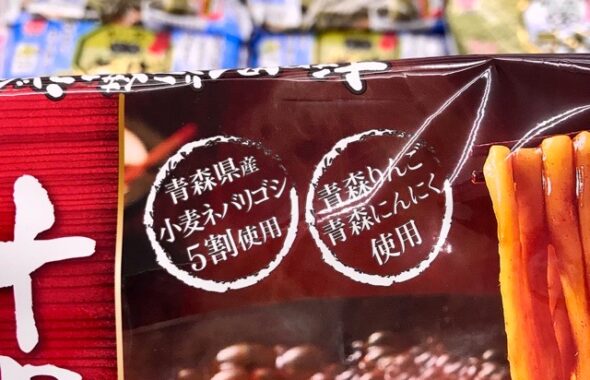 青森県産
小麦ネバリゴシ
5割使用
青森りんご
青森にんにく
使用
十